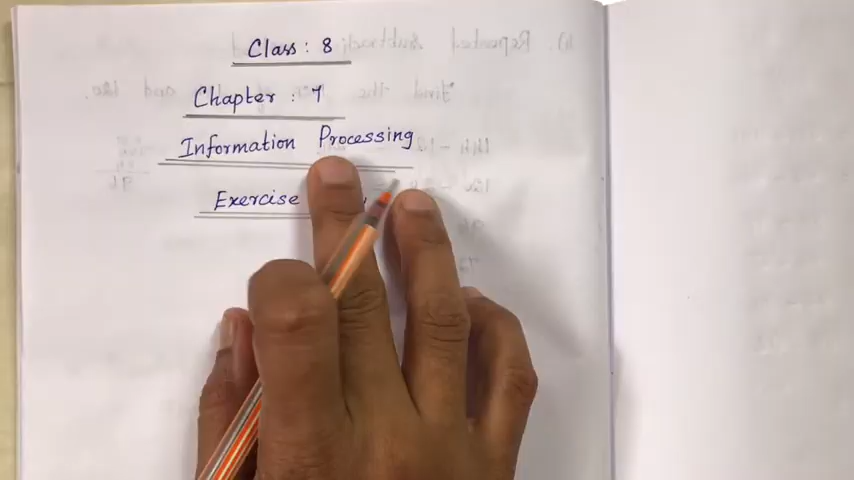 Class : 8
Chapter : 7
Information Processing
Exercise